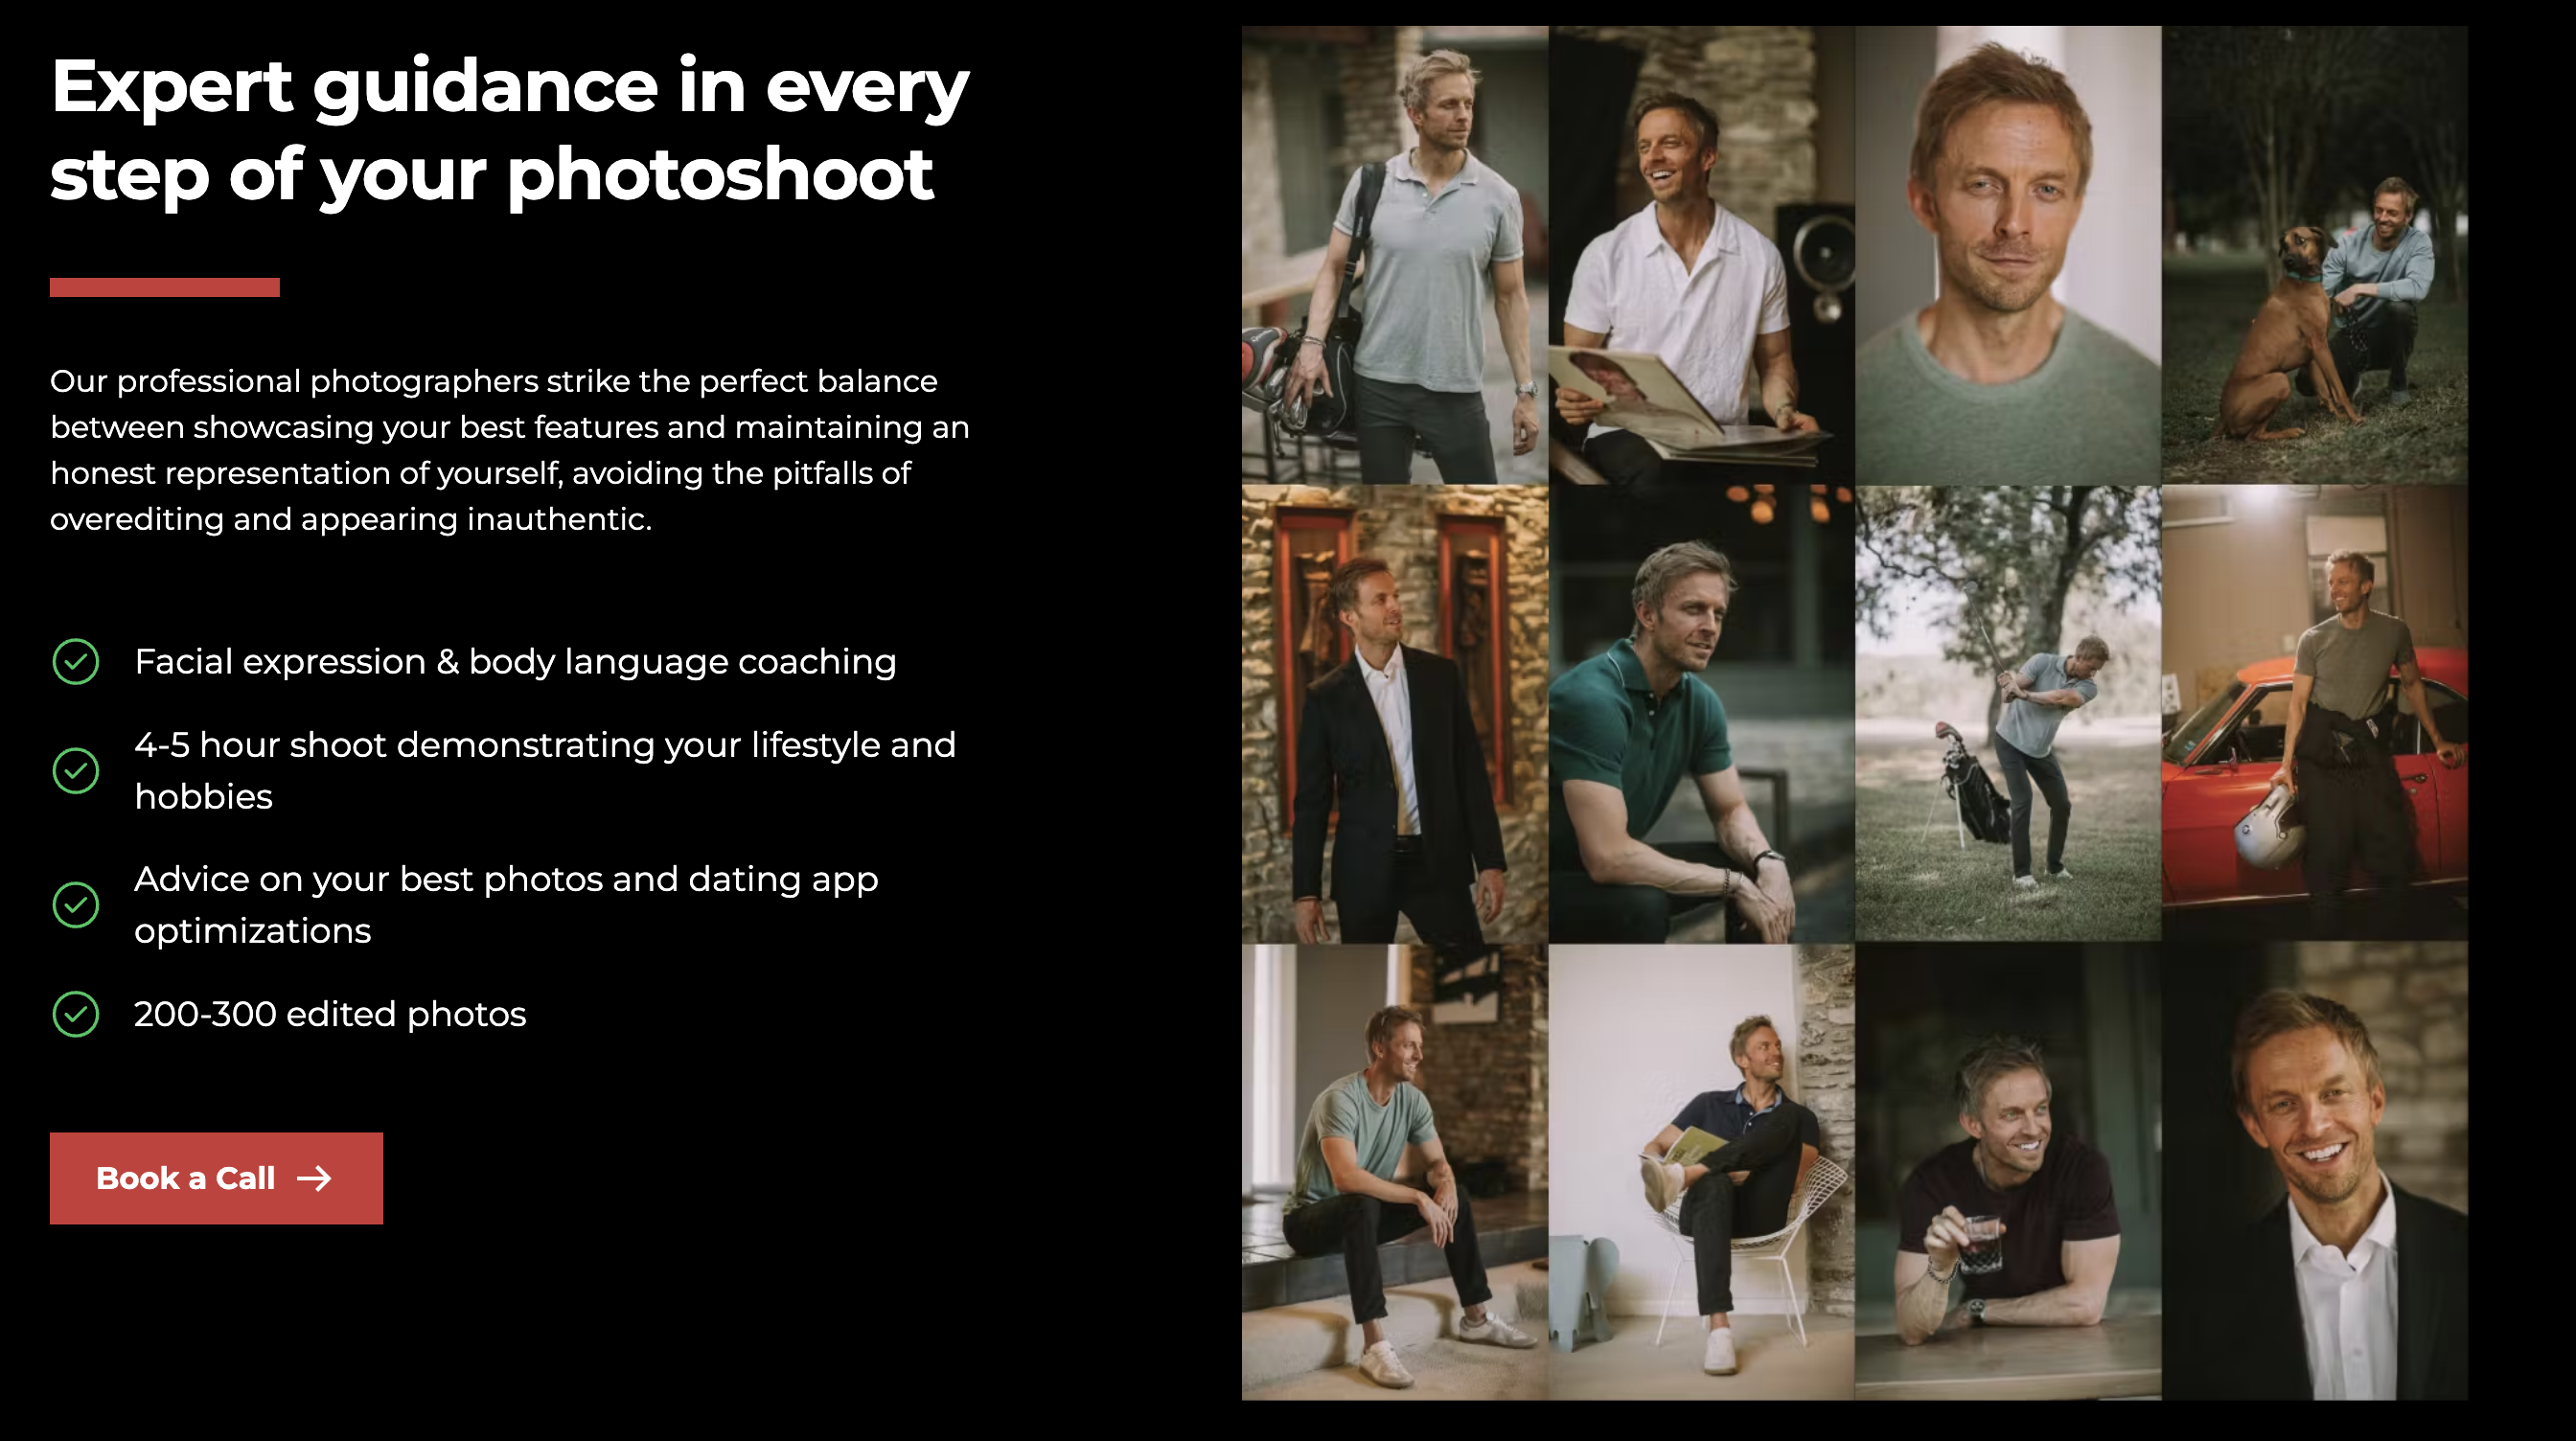 Expert guidance in every
step of your photoshoot
Our professional photographers strike the perfect balance
between showcasing your best features and maintaining an
honest representation of yourself, avoiding the pitfalls of
overediting and appearing inauthentic.
Facial expression & body language coaching
4-5 hour shoot demonstrating your lifestyle and
hobbies
Advice on your best photos and dating app
optimizations
200-300 edited photos
Book a Call